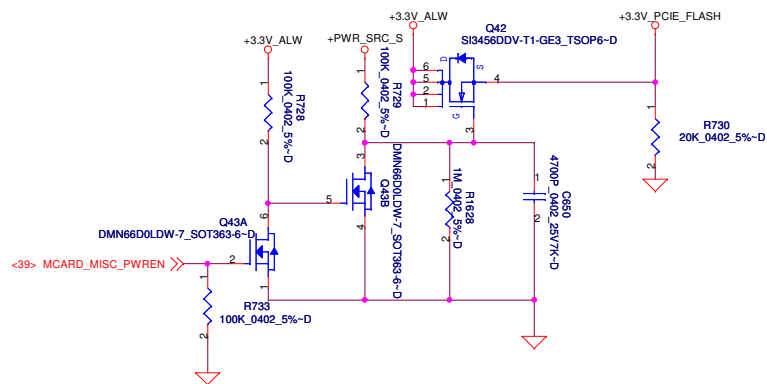 +3.3V_ALW
+3.3V_PCIE_FLASH
Q42
SI3456DDV-T1-GE3_TSOP6~D
+3.3V_ALW
+PWR_SRC_S
1
R728
100K_0402_5%~D
2
1
R729
100K_0402_5%~D
2
6
5
2
1
D
S
G
4
3
1
R730
20K_0402_5%~D
2
3
5
4
Q43B
DMN66D0LDW-7_SOT363-6~D
1
R1628
1M_0402_5%~D
2
1
C650
4700P_0402_25V7K~D
2
Q43A
DMN66D0LDW-7_SOT363-6~D
6
2
1
<39> MCARD_MISC_PWREN
1
R733
100K_0402_5%~D
2